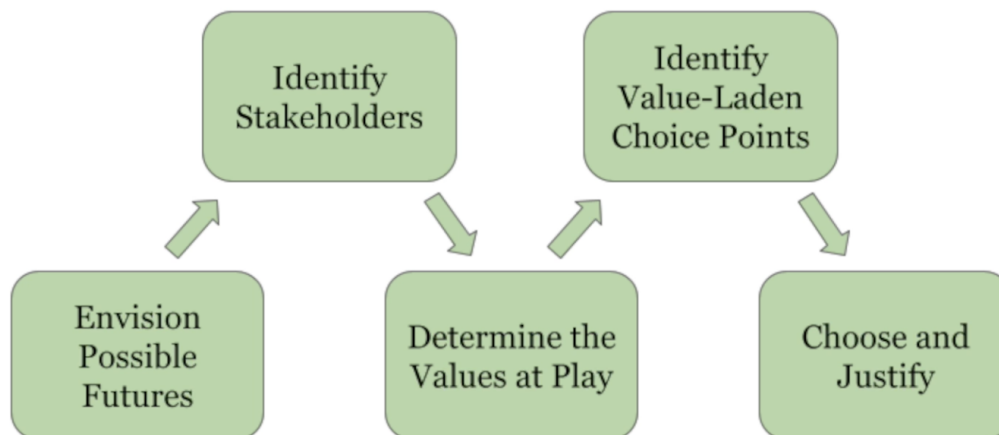 Envision
Possible
Futures
Identify
Stakeholders
Determine the
Values at Play
Identify
Value-Laden
Choice Points
Choose and
Justify